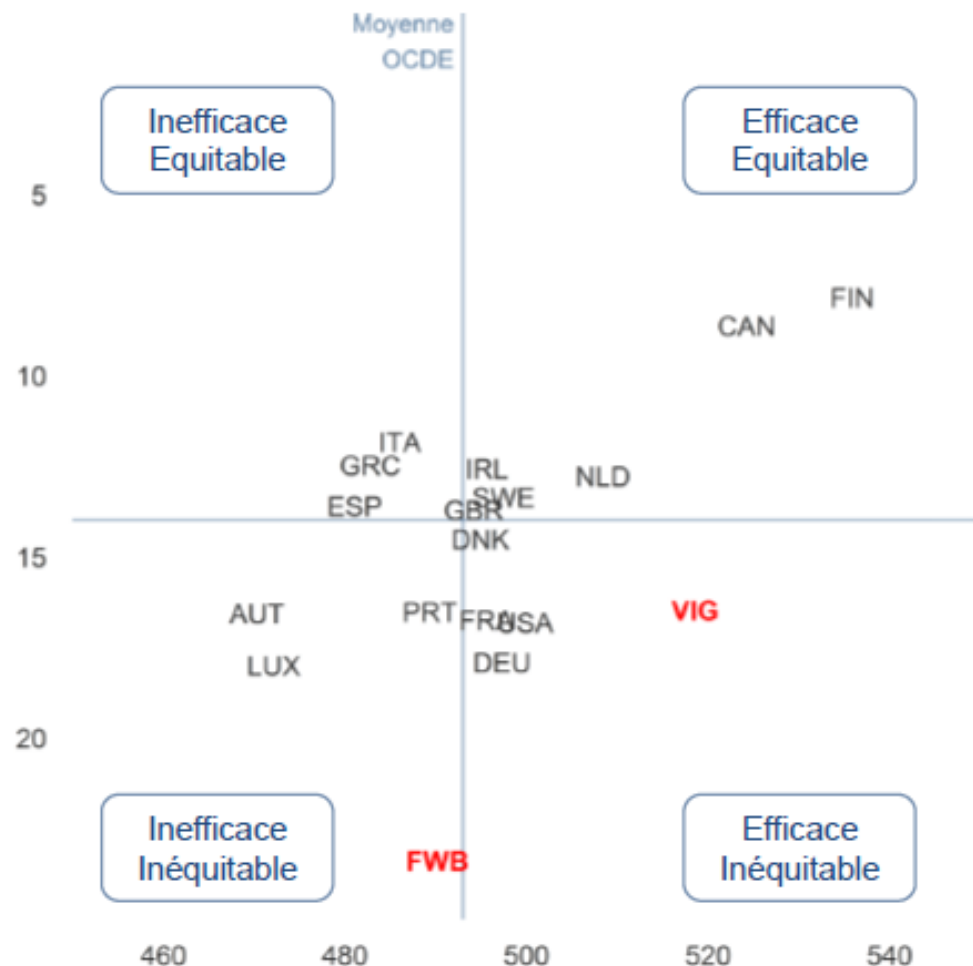 Moyenne
OCDE
Inefficace
Equitable
Efficace
Equitable
5
FIN
CAN
10
ITA
GRC
IRL
NLD
SWE
ESP
GBR
DNK
15
AUT
PRT
FRA
USA
VIG
LUX
DEU
20
Inefficace
Inéquitable
Efficace
Inéquitable
FWB
460
480
500
520
540